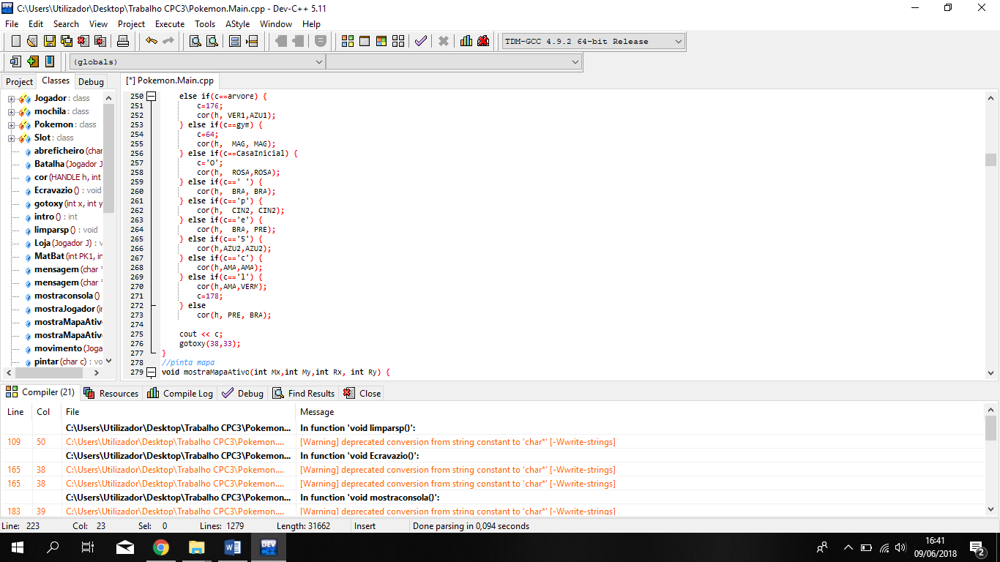 C:\Users\Utilizador\Desktop\Trabalho CPC3\Pokemon.Main.cpp - Dev-C++ 5.11
File Edit Search View Project Execute Tools AStyle Window Help
TDM-GCC 4.9.2 64-bit Release
(globals)
Project Classes Debug
[*] Pokemon.Main.cpp
Jogador : class
mochila : class
Pokemon : class
Slot : class
abreficheiro (char
Batalha (Jogador J
cor (HANDLE h, int
Ecravazio () : void
gotoxy (int x, int y
intro () : int
limparsp () : void
Loja (Jogador J) : v
MatBat (int PK1, in
mensagem (char *
mensagem (char *
mostraconsola ()
mostraJogador (in
mostraMapaAtivo
mostraMapaAtivo
movimento (Joga
pintar (char c) : vo
250 else if(c==arvore) {
251 c=176;
252 cor(h, VER1,AZU1);
253 } else if(c==gym) {
254 c=64;
255 cor(h,  MAG, MAG);
256 } else if(c==CasaInicial) {
257 c='O';
258 cor(h,  ROSA,ROSA);
259 } else if(c==' ') {
260 cor(h,  BRA, BRA);
261 } else if(c=='p') {
262 cor(h,  CIN2, CIN2);
263 } else if(c=='e') {
264 cor(h,  BRA, PRE);
265 } else if(c=='5') {
266 cor(h,AZU2,AZU2);
267 } else if(c=='c') {
268 cor(h,AMA,AMA);
269 } else if(c=='l') {
270 cor(h,AMA,VERM);
271 c=178;
272 } else
273 cor(h, PRE, BRA);
274
275 cout << c;
276 gotoxy(38,33);
277 }
278 //pinta mapa
279 void mostraMapaAtivo(int Mx,int My,int Rx, int Ry) {
Compiler (21) Resources Compile Log Debug Find Results Close
Line Col File Message
C:\Users\Utilizador\Desktop\Trabalho CPC3\Pokemon... In function 'void limparsp()':
109 50 C:\Users\Utilizador\Desktop\Trabalho CPC3\Pokemon.... [Warning] deprecated conversion from string constant to 'char*' [-Wwrite-strings]
C:\Users\Utilizador\Desktop\Trabalho CPC3\Pokemon... In function 'void Ecravazio()':
165 38 C:\Users\Utilizador\Desktop\Trabalho CPC3\Pokemon.... [Warning] deprecated conversion from string constant to 'char*' [-Wwrite-strings]
165 38 C:\Users\Utilizador\Desktop\Trabalho CPC3\Pokemon.... [Warning] deprecated conversion from string constant to 'char*' [-Wwrite-strings]
C:\Users\Utilizador\Desktop\Trabalho CPC3\Pokemon... In function 'void mostraconsola()':
183 39 C:\Users\Utilizador\Desktop\Trabalho CPC3\Pokemon.... [Warning] deprecated conversion from string constant to 'char*' [-Wwrite-strings]
Line: 223 Col: 23 Sel: 0 Lines: 1279 Length: 31662 Insert Done parsing in 0,094 seconds
DEV
16:41
09/06/2018
2